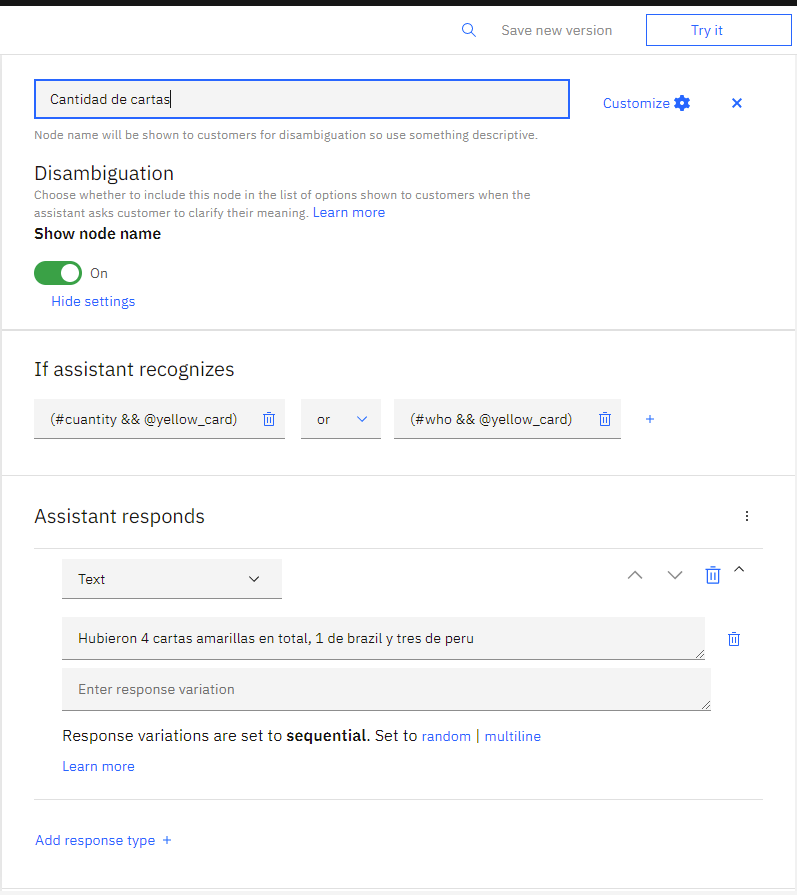 Save new version Try it
Cantidad de cartas Customize
Node name will be shown to customers for disambiguation so use something descriptive.
Disambiguation
Choose whether to include this node in the list of options shown to customers when the
assistant asks customer to clarify their meaning. Learn more
Show node name
On
Hide settings
If assistant recognizes
(#cuantity && @yellow_card) or (#who && @yellow_card) +
Assistant responds
Text
Hubieron 4 cartas amarillas en total, 1 de brazil y tres de peru
Enter response variation
Response variations are set to sequential. Set to random | multiline
Learn more
Add response type +